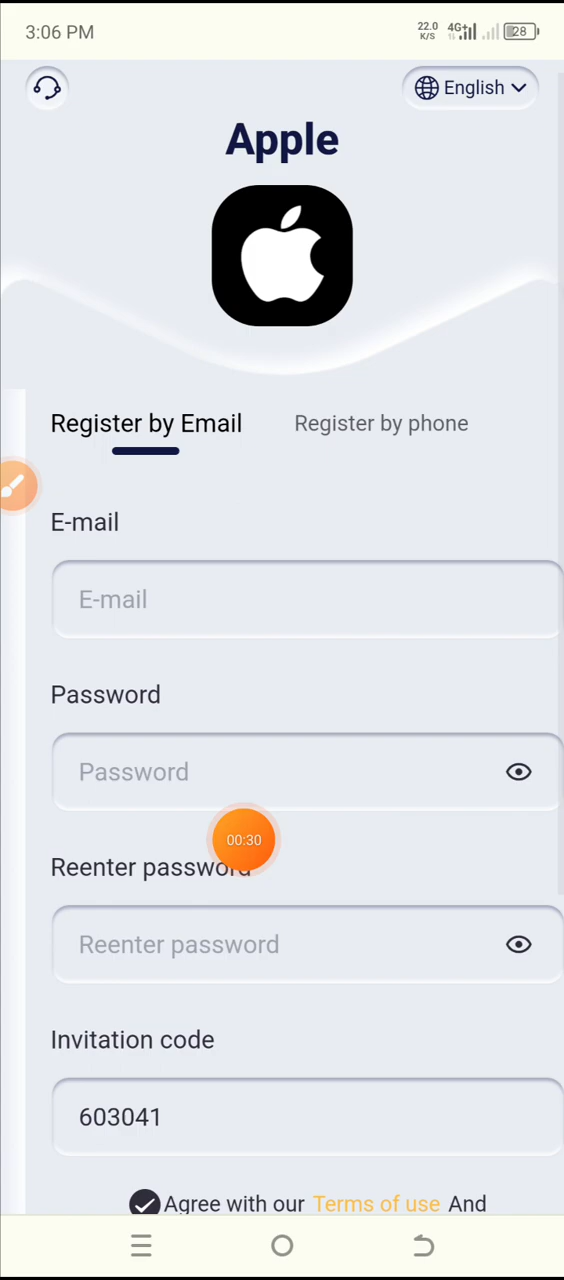 3:06 PM
22.0
K/S
4G+
28
English
Apple
Register by Email
Register by phone
E-mail
E-mail
Password
Password
00:30
Reenter password
Reenter password
Invitation code
603041
Agree with our Terms of use And